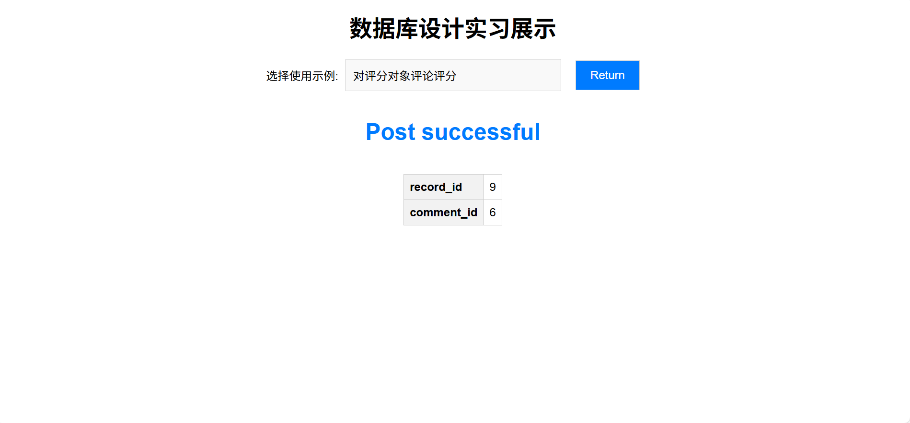 数据库设计实习展示
选择使用示例: 对评分对象评论评分 Return
Post successful
record_id 9
comment_id 6